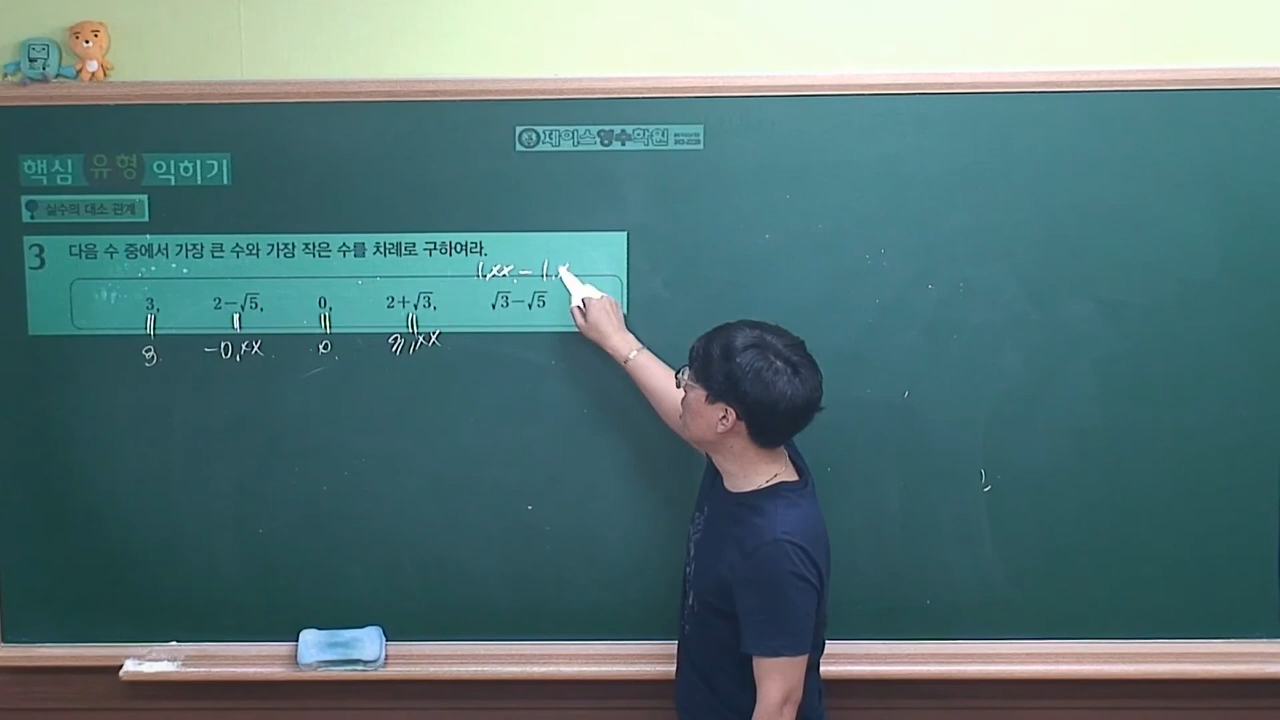 제이스영수학원
핵심 유형 익히기
실수의 대소 관계
3 다음 수 중에서 가장 큰 수와 가장 작은 수를 차례로 구하여라.
1.xx - 1.x
3, 2-√5, 0, 2+√3, √3-√5
3. -0.xx 0. 3.xx